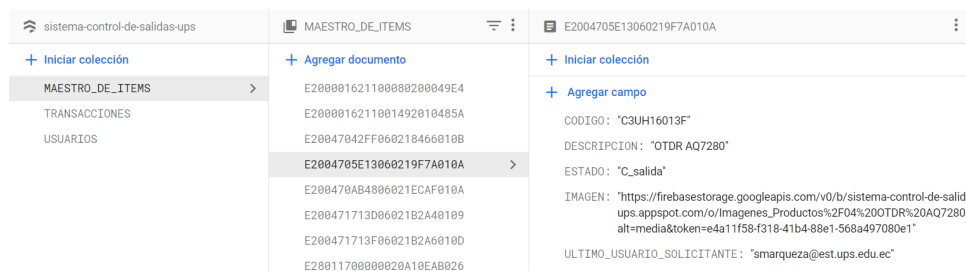 sistema-control-de-salidas-ups
MAESTRO_DE_ITEMS
E2004705E13060219F7A010A
+ Iniciar colección
+ Agregar documento
+ Iniciar colección
MAESTRO_DE_ITEMS
TRANSACCIONES
USUARIOS
E200001621100080200049E4
E2000016211001492010485A
E20047042FF060218466010B
E2004705E13060219F7A010A
E200470AB4806021ECAF010A
E200471713D06021B2A40109
E200471713F06021B2A6010D
E28011700000020A10EAB026
+ Agregar campo
CODIGO: "C3UH16013F"
DESCRIPCION: "OTDR AQ7280"
ESTADO: "C_salida"
IMAGEN: "https://firebasestorage.googleapis.com/v0/b/sistema-control-de-salid
ups.appspot.com/o/Imagenes_Productos%2F04%20OTDR%20AQ7280
alt=media&token=e4a11f58-f318-41b4-88e1-568a497080e1"
ULTIMO_USUARIO_SOLICITANTE: "smarqueza@est.ups.edu.ec"